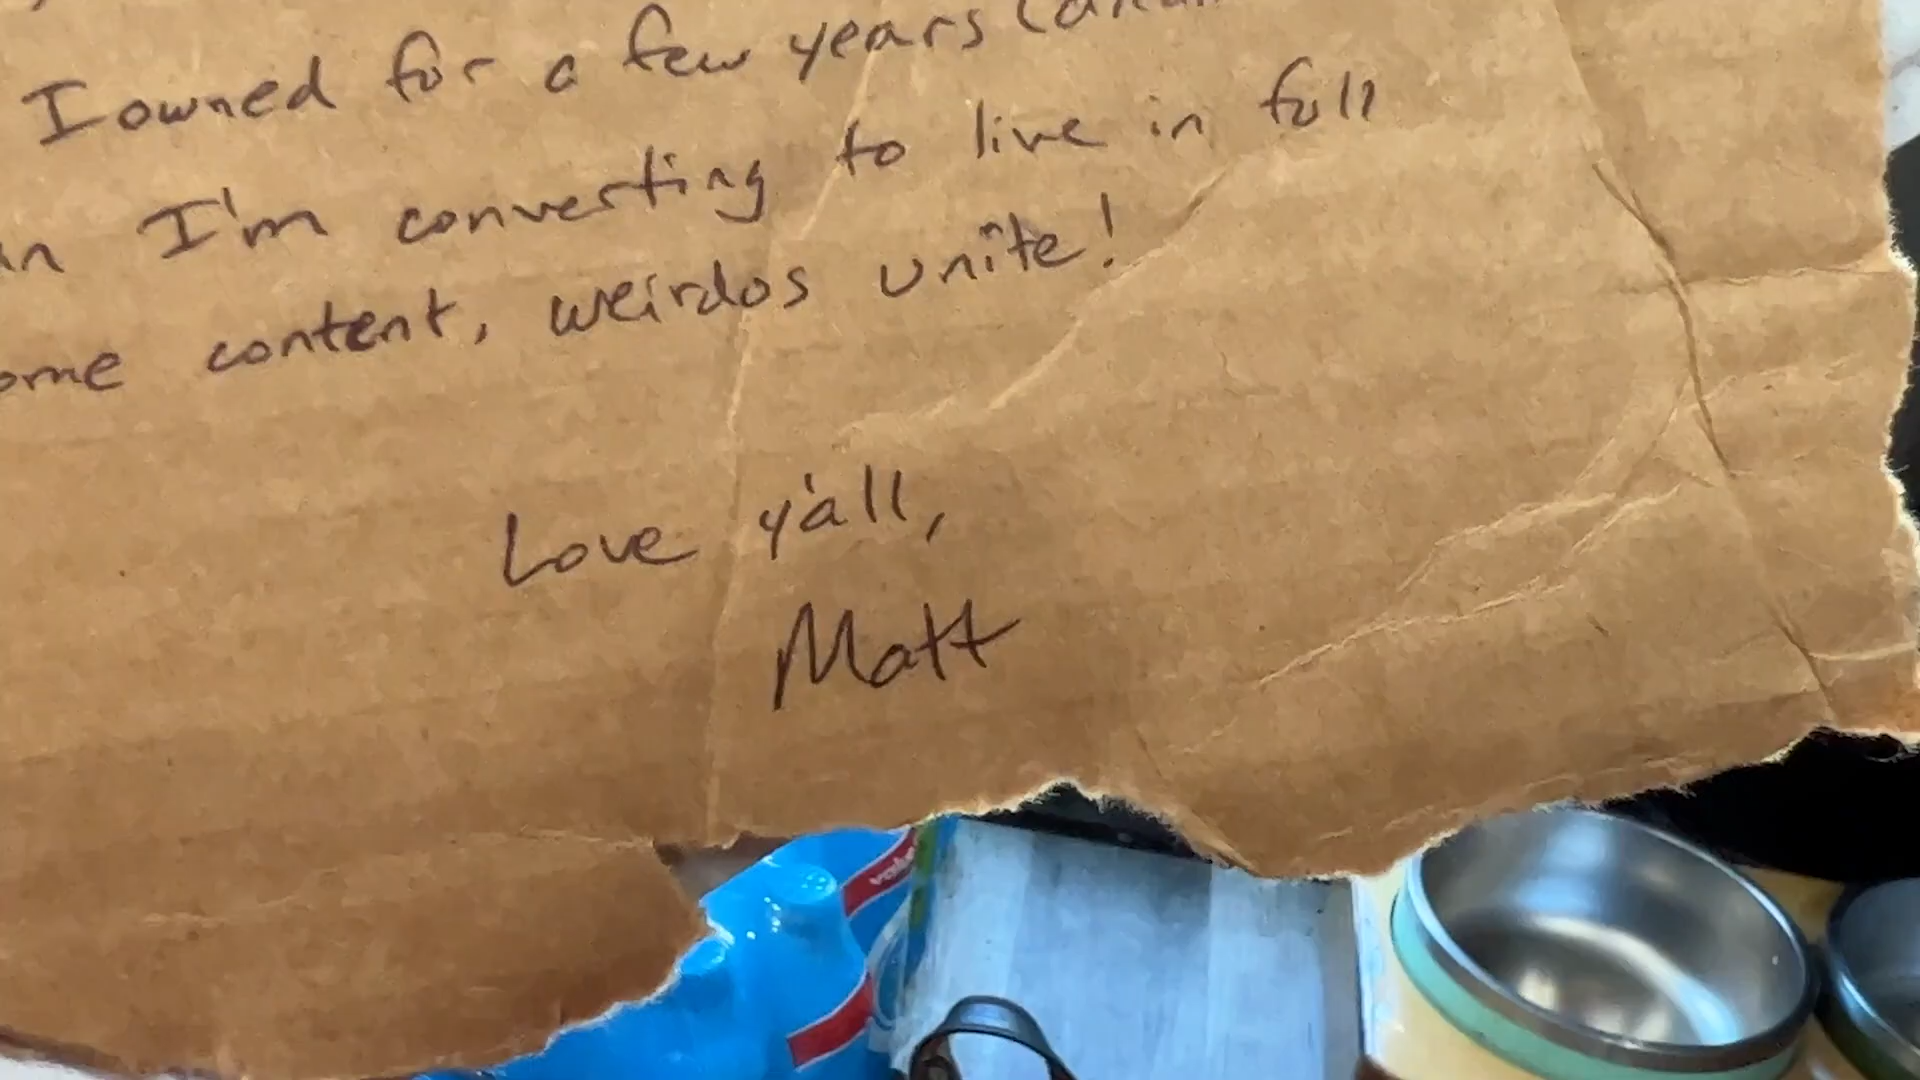 I owned for a few years
I'm converting to live in full
content, weirdos unite!
Love y'all,
Matt